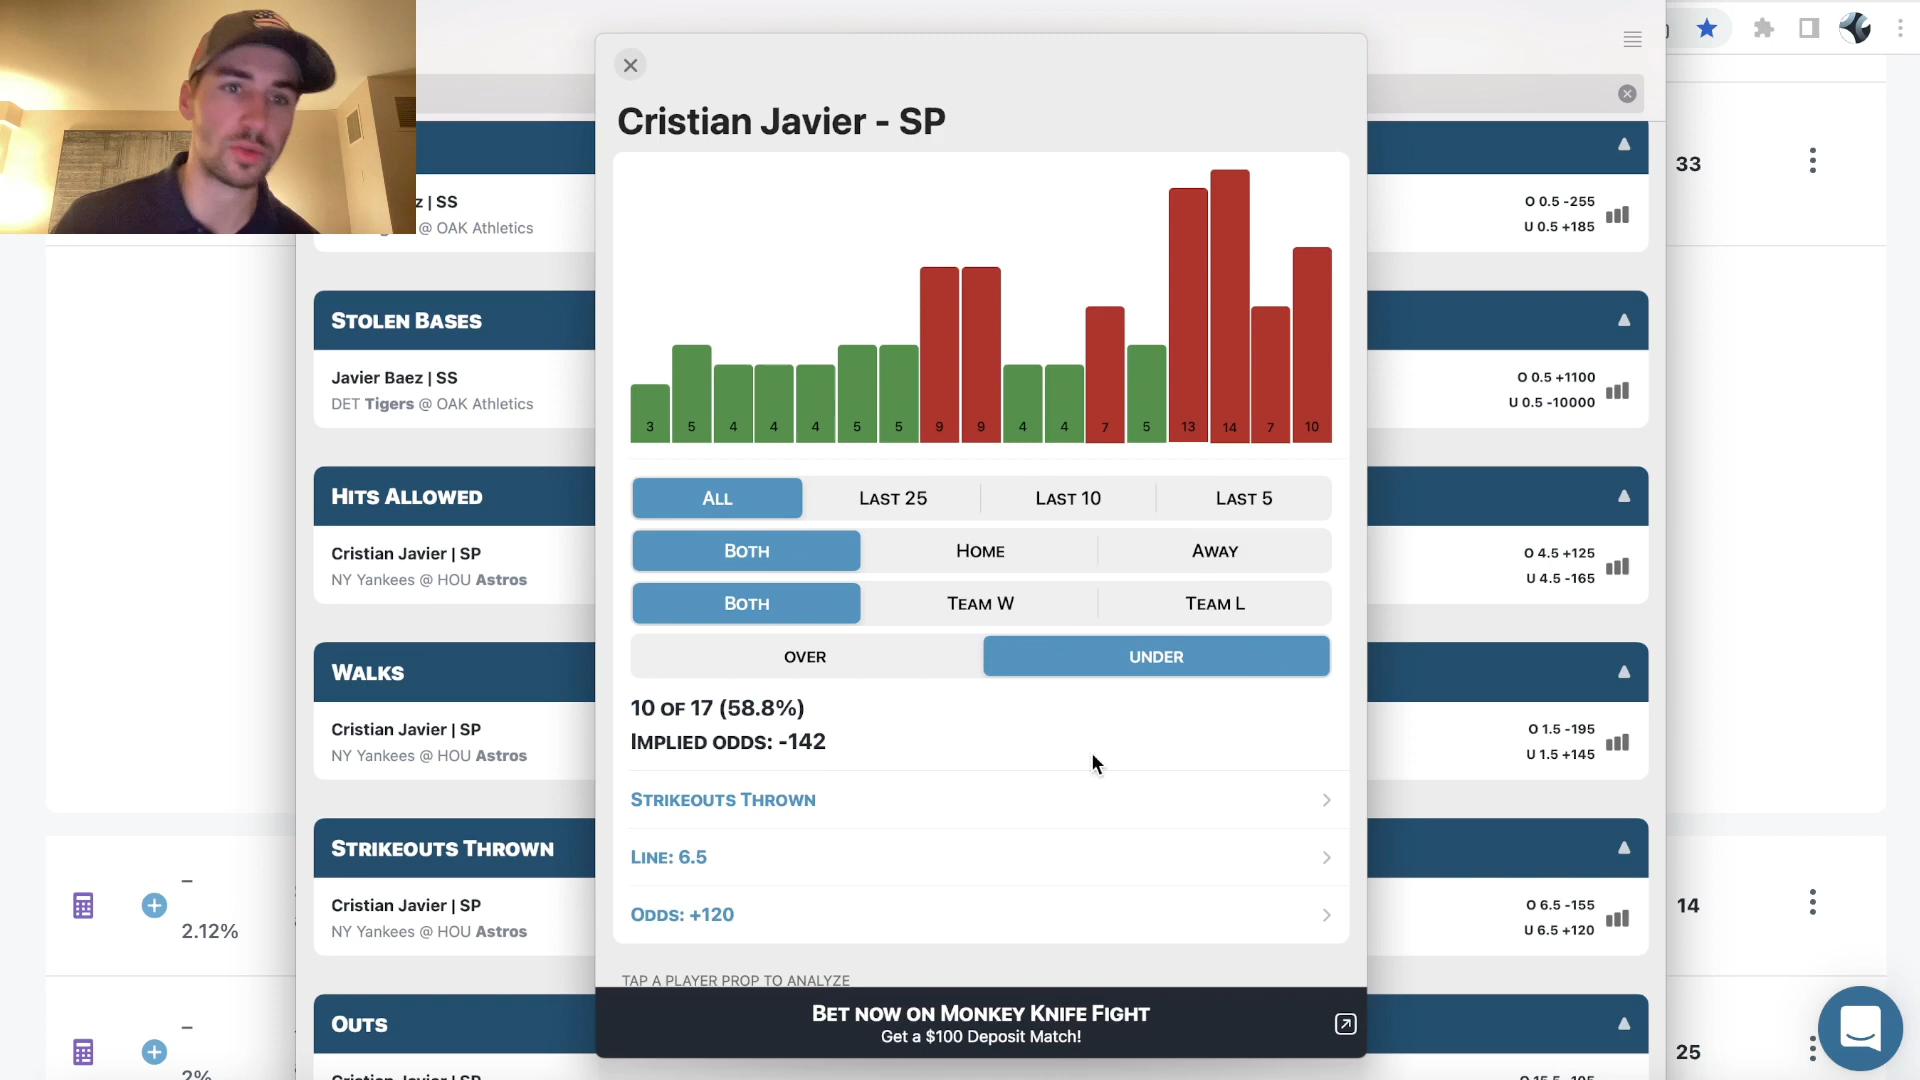 Cristian Javier - SP
3 5 4 4 4 5 5 9 9 4 4 7 5 13 14 7 10
ALL LAST 25 LAST 10 LAST 5
BOTH HOME AWAY
BOTH TEAM W TEAM L
OVER UNDER
10 OF 17 (58.8%)
IMPLIED ODDS: -142
STRIKEOUTS THROWN
LINE: 6.5
ODDS: +120
TAP A PLAYER PROP TO ANALYZE
BET NOW ON MONKEY KNIFE FIGHT
Get a $100 Deposit Match!
z | SS
@ OAK Athletics
O 0.5 -255
U 0.5 +185
STOLEN BASES
Javier Baez | SS
DET Tigers @ OAK Athletics
O 0.5 +1100
U 0.5 -10000
HITS ALLOWED
Cristian Javier | SP
NY Yankees @ HOU Astros
O 4.5 +125
U 4.5 -165
WALKS
Cristian Javier | SP
NY Yankees @ HOU Astros
O 1.5 -195
U 1.5 +145
STRIKEOUTS THROWN
Cristian Javier | SP
NY Yankees @ HOU Astros
O 6.5 -155
U 6.5 +120
OUTS
Cristian Javier | SP
33
–
2.12%
14
–
2%
25